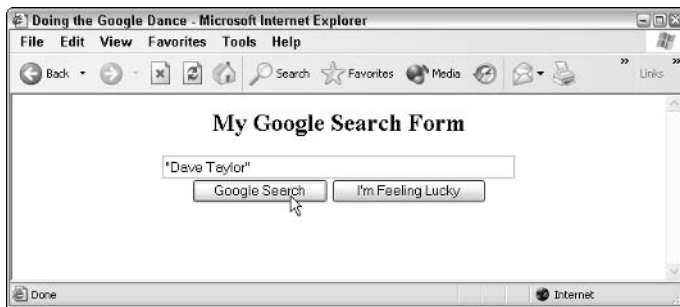 Doing the Google Dance - Microsoft Internet Explorer
File Edit View Favorites Tools Help
Back Search Favorites Media » Links »
My Google Search Form
"Dave Taylor"
Google Search I'm Feeling Lucky
Done Internet